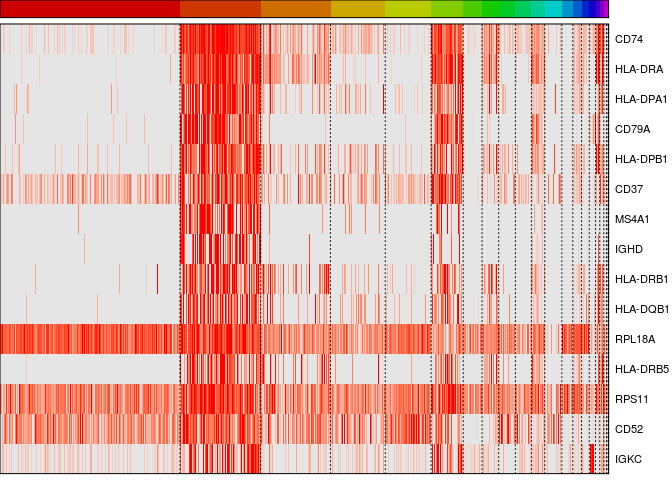 CD74
HLA-DRA
HLA-DPA1
CD79A
HLA-DPB1
CD37
MS4A1
IGHD
HLA-DRB1
HLA-DQB1
RPL18A
HLA-DRB5
RPS11
CD52
IGKC